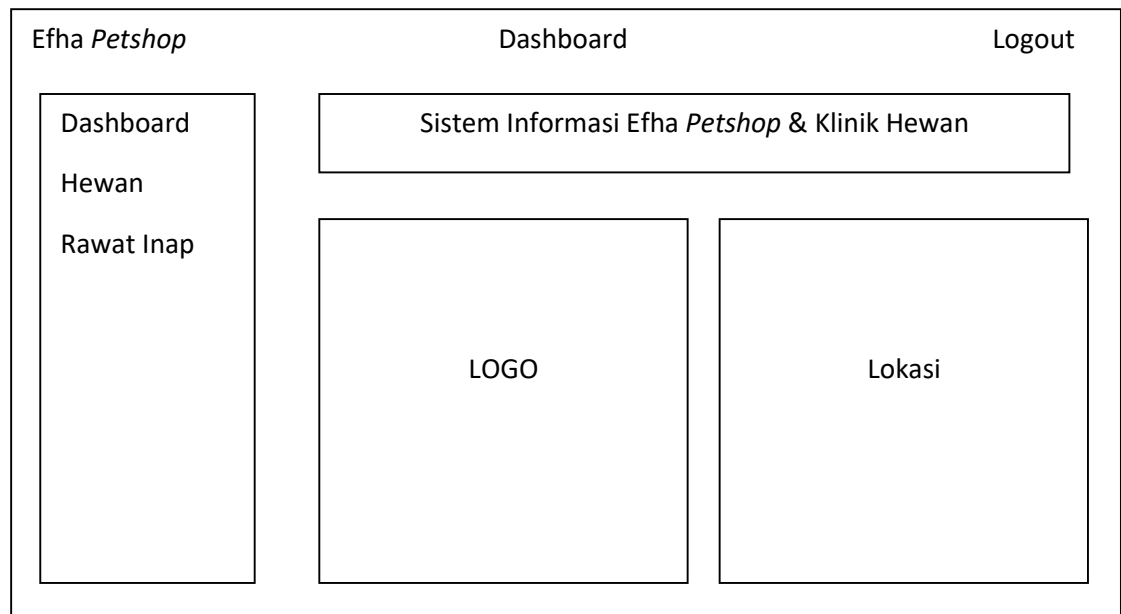 Efha Petshop Dashboard Logout
Dashboard
Hewan
Rawat Inap
Sistem Informasi Efha Petshop & Klinik Hewan
LOGO
Lokasi